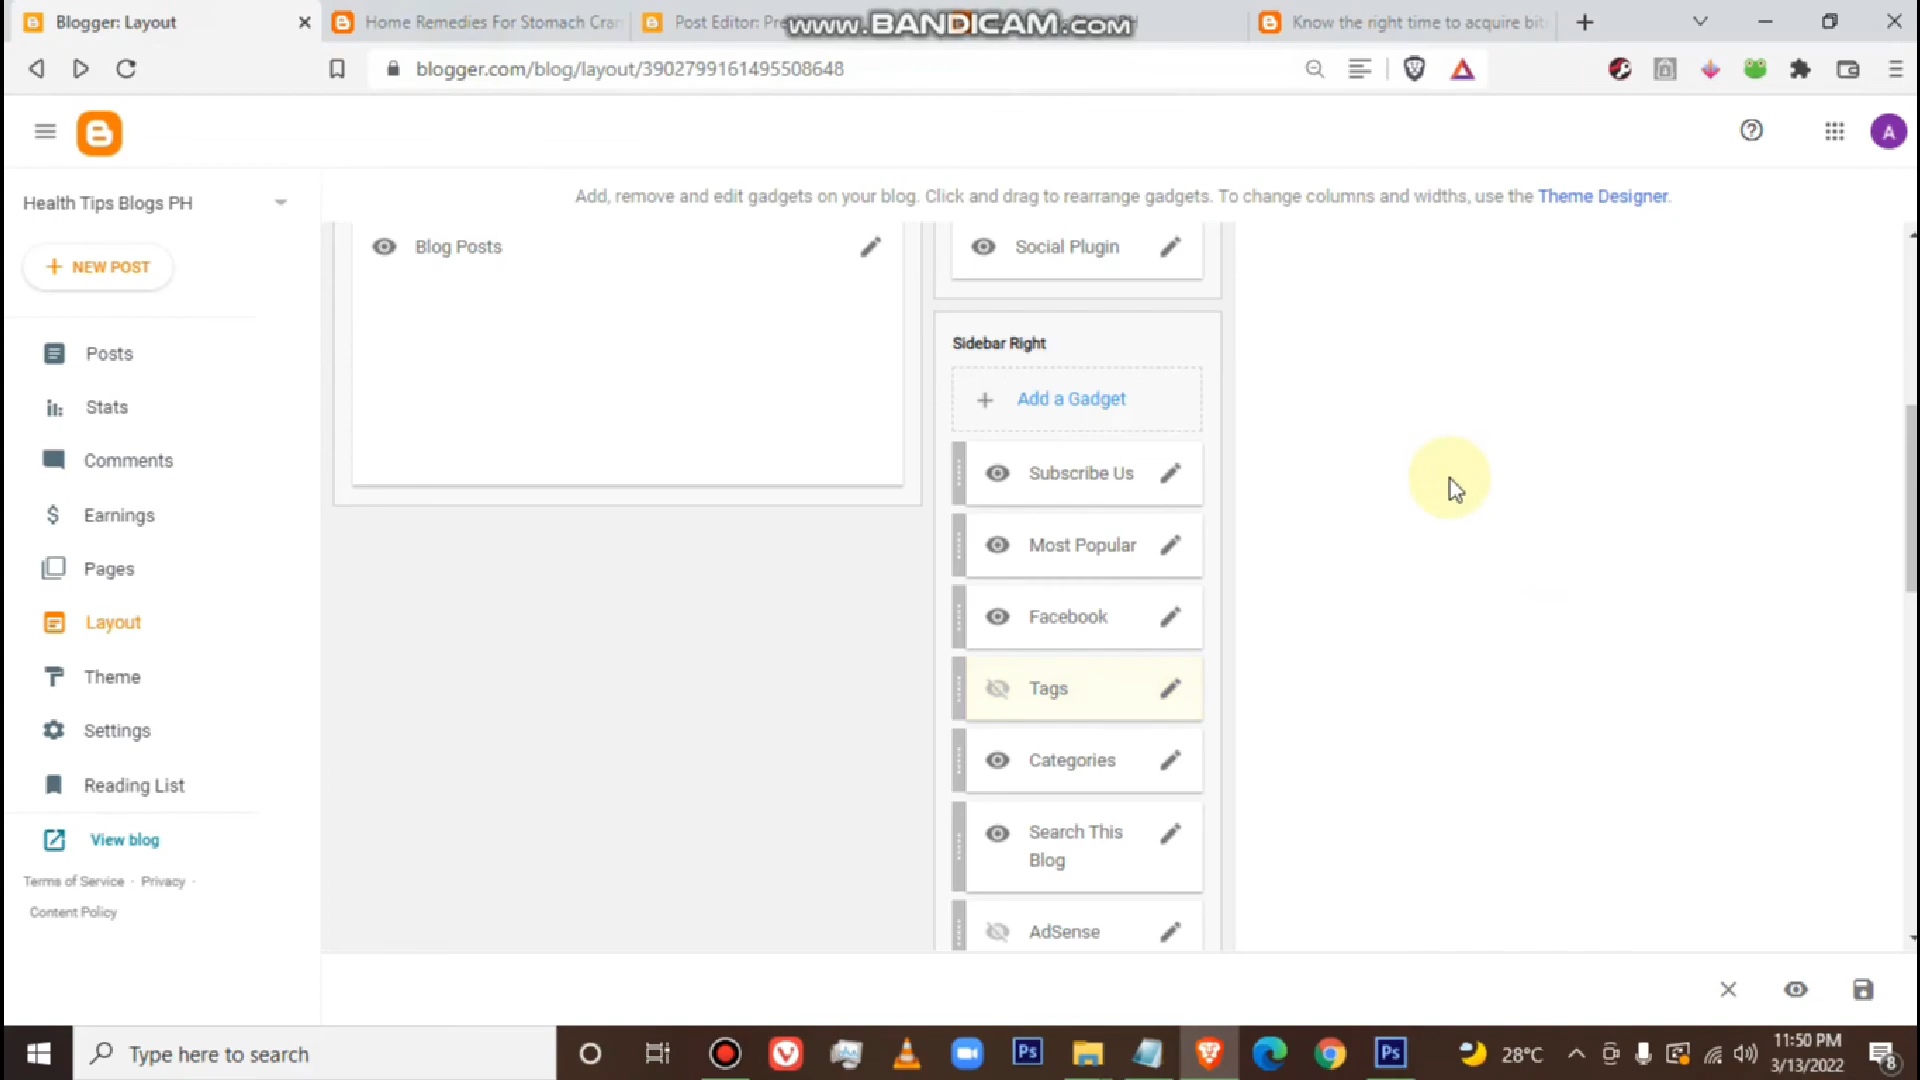 Blogger: Layout
Home Remedies For Stomach Cran
Post Editor: Pre
www.BANDICAM.com
Know the right time to acquire bit
blogger.com/blog/layout/3902799161495508648
A
Health Tips Blogs PH
Add, remove and edit gadgets on your blog. Click and drag to rearrange gadgets. To change columns and widths, use the Theme Designer.
+ NEW POST
Posts
Stats
Comments
Earnings
Pages
Layout
Theme
Settings
Reading List
View blog
Terms of Service · Privacy ·
Content Policy
Blog Posts
Social Plugin
Sidebar Right
+ Add a Gadget
Subscribe Us
Most Popular
Facebook
Tags
Categories
Search This
Blog
AdSense
Type here to search
Ps
Ps
28°C
11:50 PM
3/13/2022
8